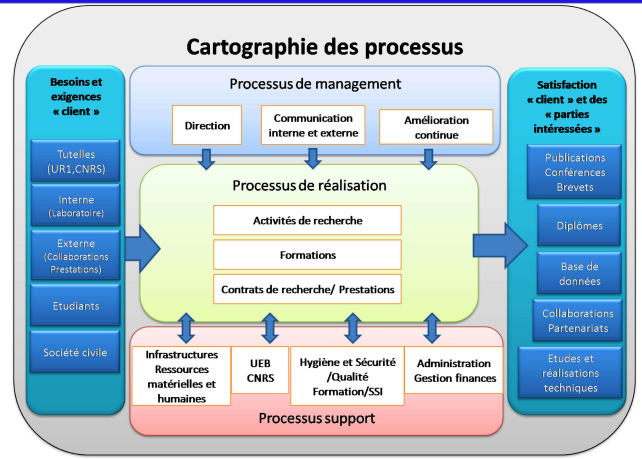 Cartographie des processus
Besoins et
exigences
« client »
Tutelles
(UR1,CNRS)
Interne
(Laboratoire)
Externe
(Collaborations
Prestations)
Etudiants
Société civile
Processus de management
Direction
Communication
interne et externe
Amélioration
continue
Processus de réalisation
Activités de recherche
Formations
Contrats de recherche/ Prestations
Infrastructures
Ressources
matérielles et
humaines
UEB
CNRS
Hygiène et Sécurité
/Qualité
Formation/SSI
Administration
Gestion finances
Processus support
Satisfaction
« client » et des
« parties
intéressées »
Publications
Conférences
Brevets
Diplômes
Base de
données
Collaborations
Partenariats
Etudes et
réalisations
techniques